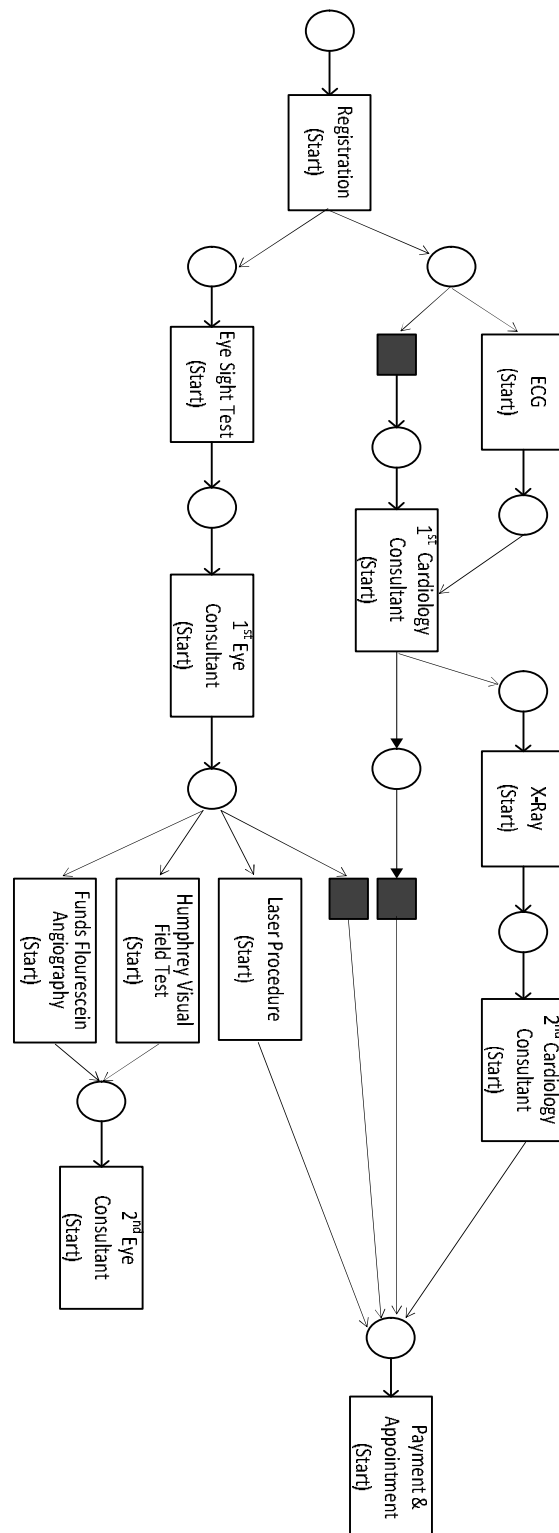 Registration
(Start)
ECG
(Start)
Eye Sight Test
(Start)
1st Cardiology
Consultant
(Start)
1st Eye
Consultant
(Start)
X-Ray
(Start)
2nd Cardiology
Consultant
(Start)
Laser Procedure
(Start)
Humphrey Visual
Field Test
(Start)
Funds Flourescein
Angiography
(Start)
2nd Eye
Consultant
(Start)
Payment &
Appointment
(Start)